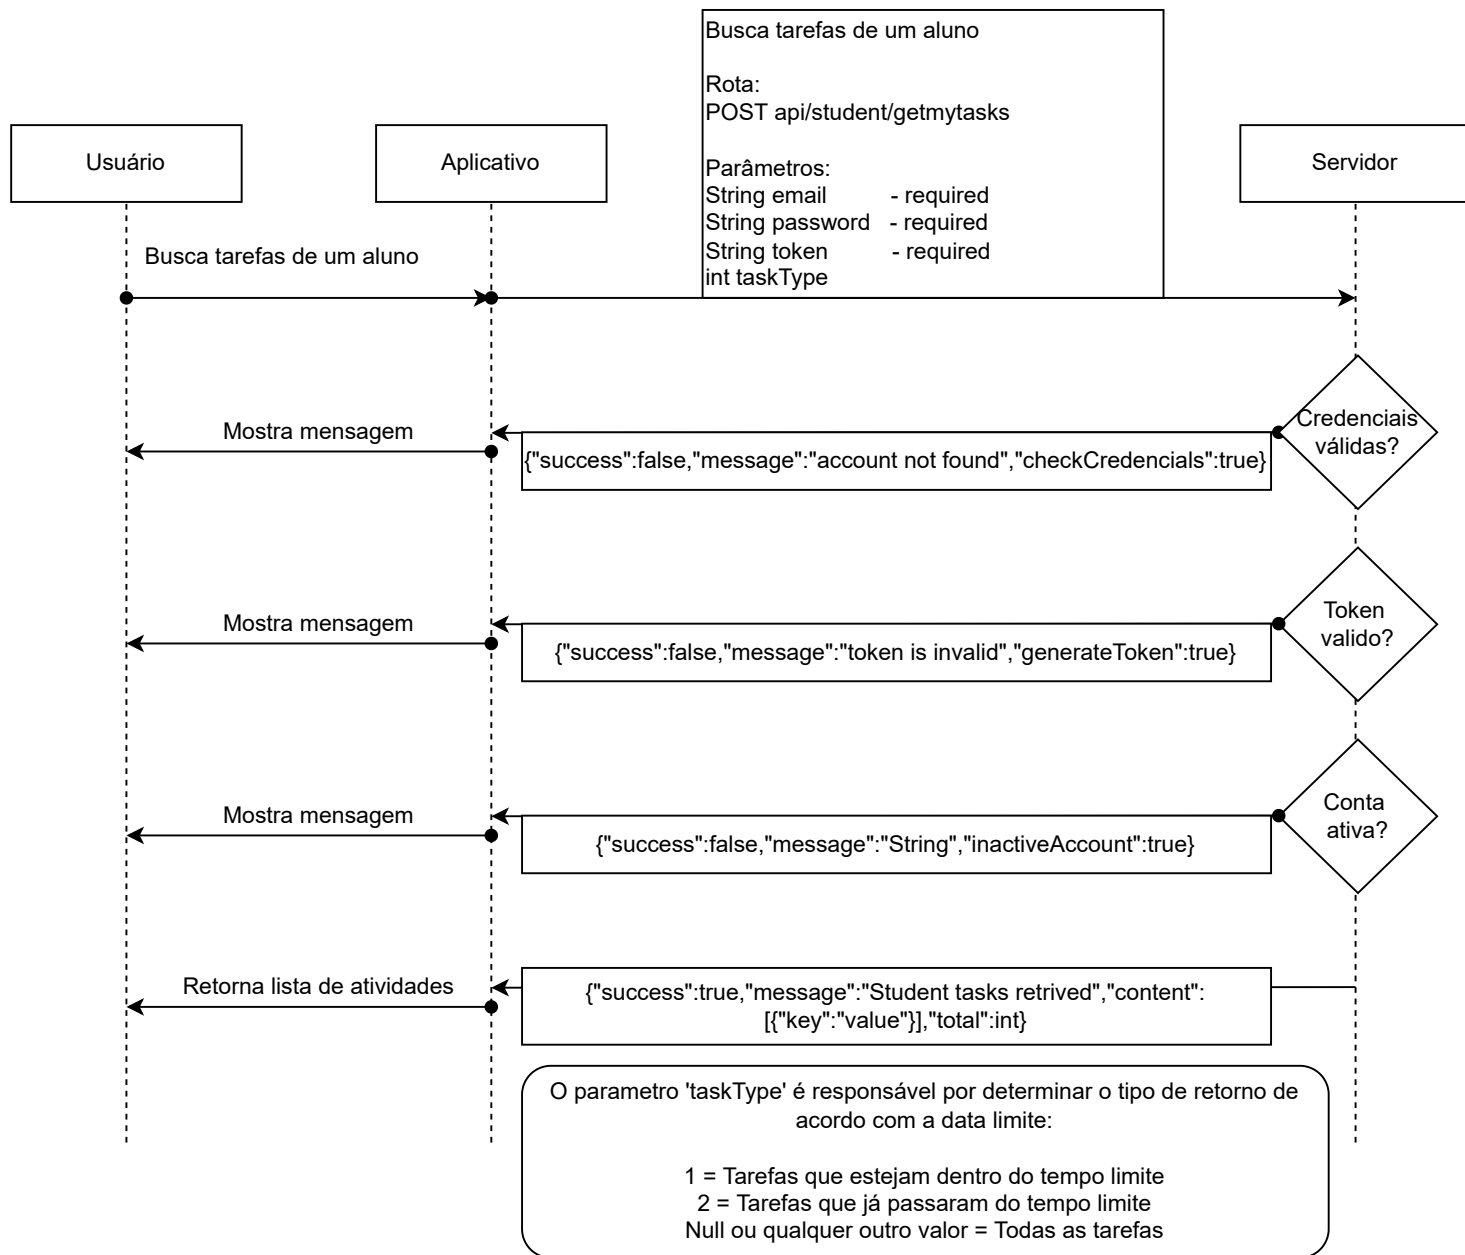 Busca tarefas de um aluno
Rota:
POST api/student/getmytasks
Parâmetros:
String email - required
String password - required
String token - required
int taskType
Usuário
Aplicativo
Servidor
Busca tarefas de um aluno
Credenciais
válidas?
Mostra mensagem
{"success":false,"message":"account not found","checkCredencials":true}
Token
valido?
Mostra mensagem
{"success":false,"message":"token is invalid","generateToken":true}
Conta
ativa?
Mostra mensagem
{"success":false,"message":"String","inactiveAccount":true}
Retorna lista de atividades
{"success":true,"message":"Student tasks retrived","content":
[{"key":"value"}],"total":int}
O parametro 'taskType' é responsável por determinar o tipo de retorno de
acordo com a data limite:
1 = Tarefas que estejam dentro do tempo limite
2 = Tarefas que já passaram do tempo limite
Null ou qualquer outro valor = Todas as tarefas